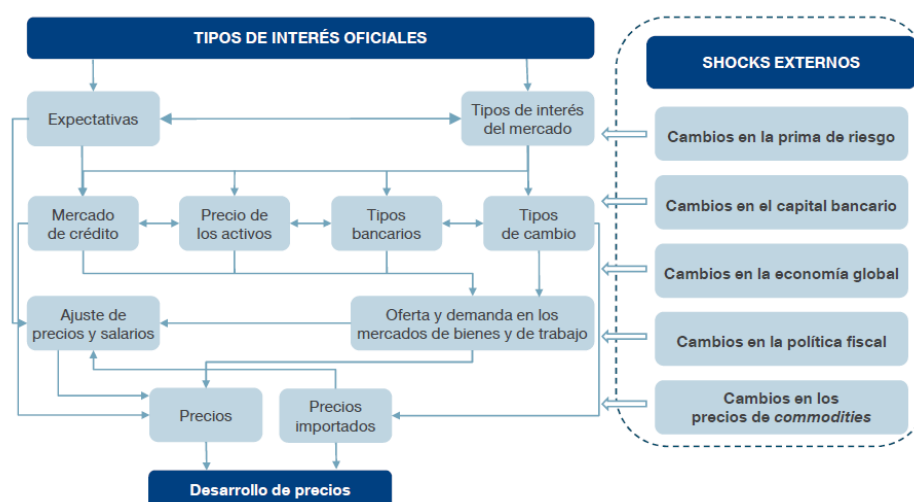 TIPOS DE INTERÉS OFICIALES
SHOCKS EXTERNOS
Expectativas
Tipos de interés
del mercado
Cambios en la prima de riesgo
Mercado
de crédito
Precio de
los activos
Tipos
bancarios
Tipos
de cambio
Cambios en el capital bancario
Cambios en la economía global
Ajuste de
precios y salarios
Oferta y demanda en los
mercados de bienes y de trabajo
Cambios en la política fiscal
Precios
Precios
importados
Cambios en los
precios de commodities
Desarrollo de precios